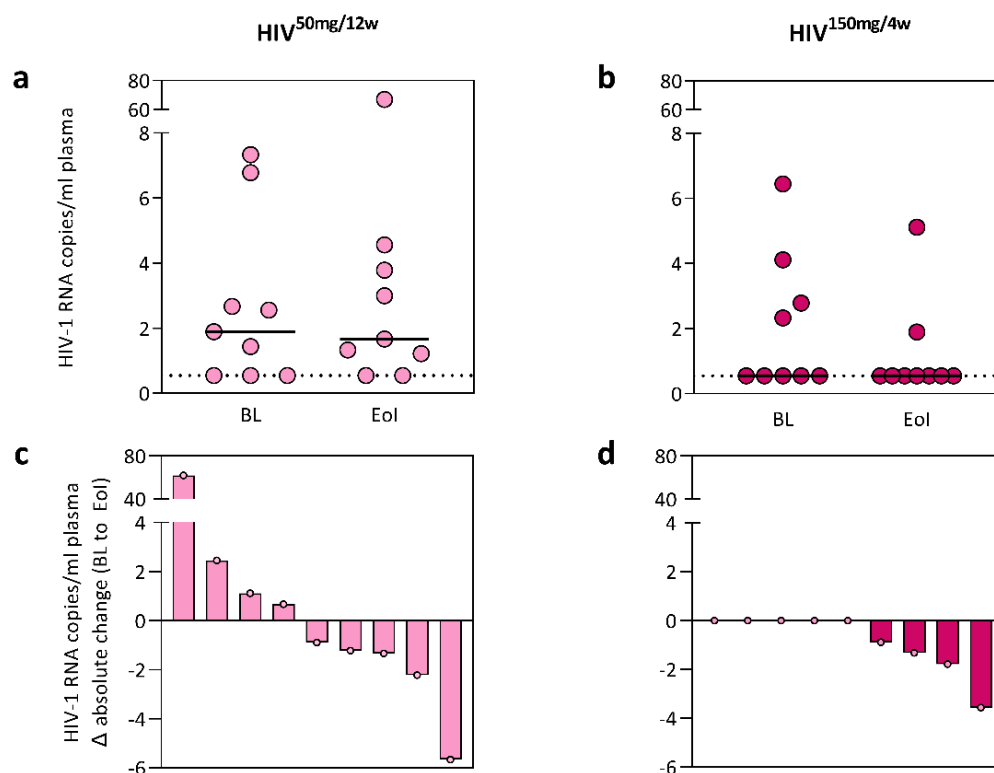 HIV50mg/12w
HIV150mg/4w
a
b
80
60
8
6
4
2
0
HIV-1 RNA copies/ml plasma
BL
EoI
80
60
8
6
4
2
0
BL
EoI
c
d
80
40
4
2
0
-2
-4
-6
HIV-1 RNA copies/ml plasma
Δ absolute change (BL to EoI)
80
40
4
2
0
-2
-4
-6